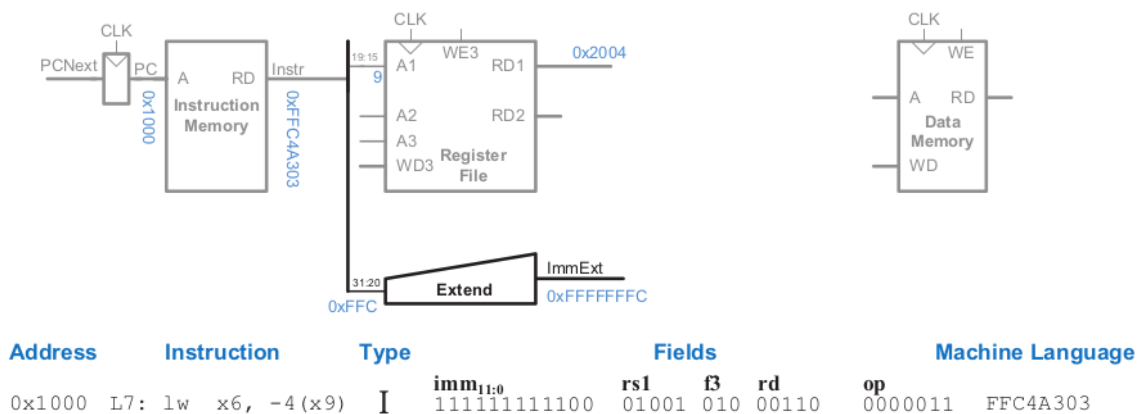 CLK CLK CLK
PCNext PC A RD Instr 19:15 A1 WE3 RD1 0x2004 WE
9
0x1000 Instruction Memory 0xFFC4A303 A2 RD2 A RD
A3 Data Memory
WD3 Register File WD
31:20 Extend ImmExt
0xFFC 0xFFFFFFFC
Address Instruction Type Fields Machine Language
imm11:0 rs1 f3 rd op
0x1000 L7: lw x6, -4(x9) I 111111111100 01001 010 00110 0000011 FFC4A303